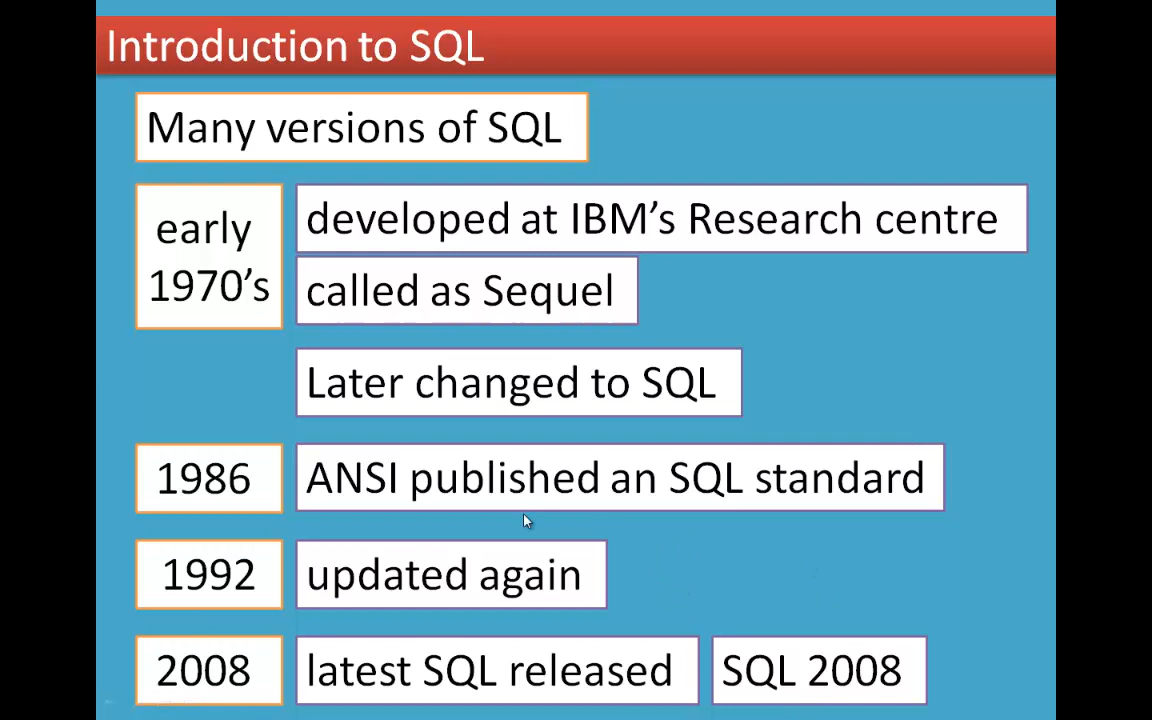 Introduction to SQL
Many versions of SQL
early
1970’s
developed at IBM’s Research centre
called as Sequel
Later changed to SQL
1986
ANSI published an SQL standard
1992
updated again
2008
latest SQL released
SQL 2008